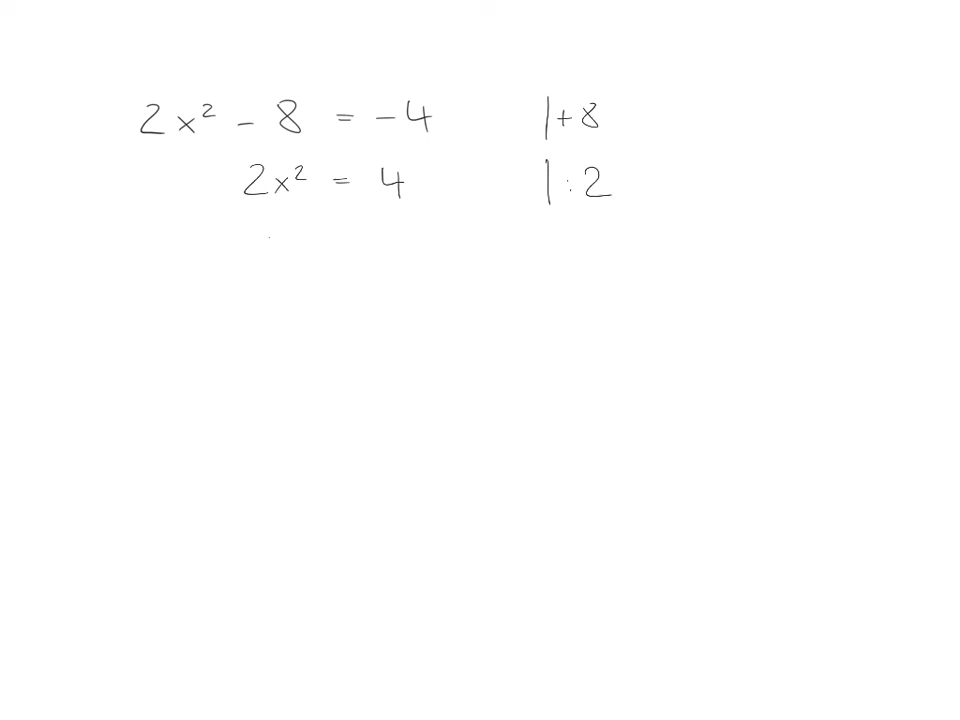 2x² - 8 = -4 |+8
2x² = 4 |:2